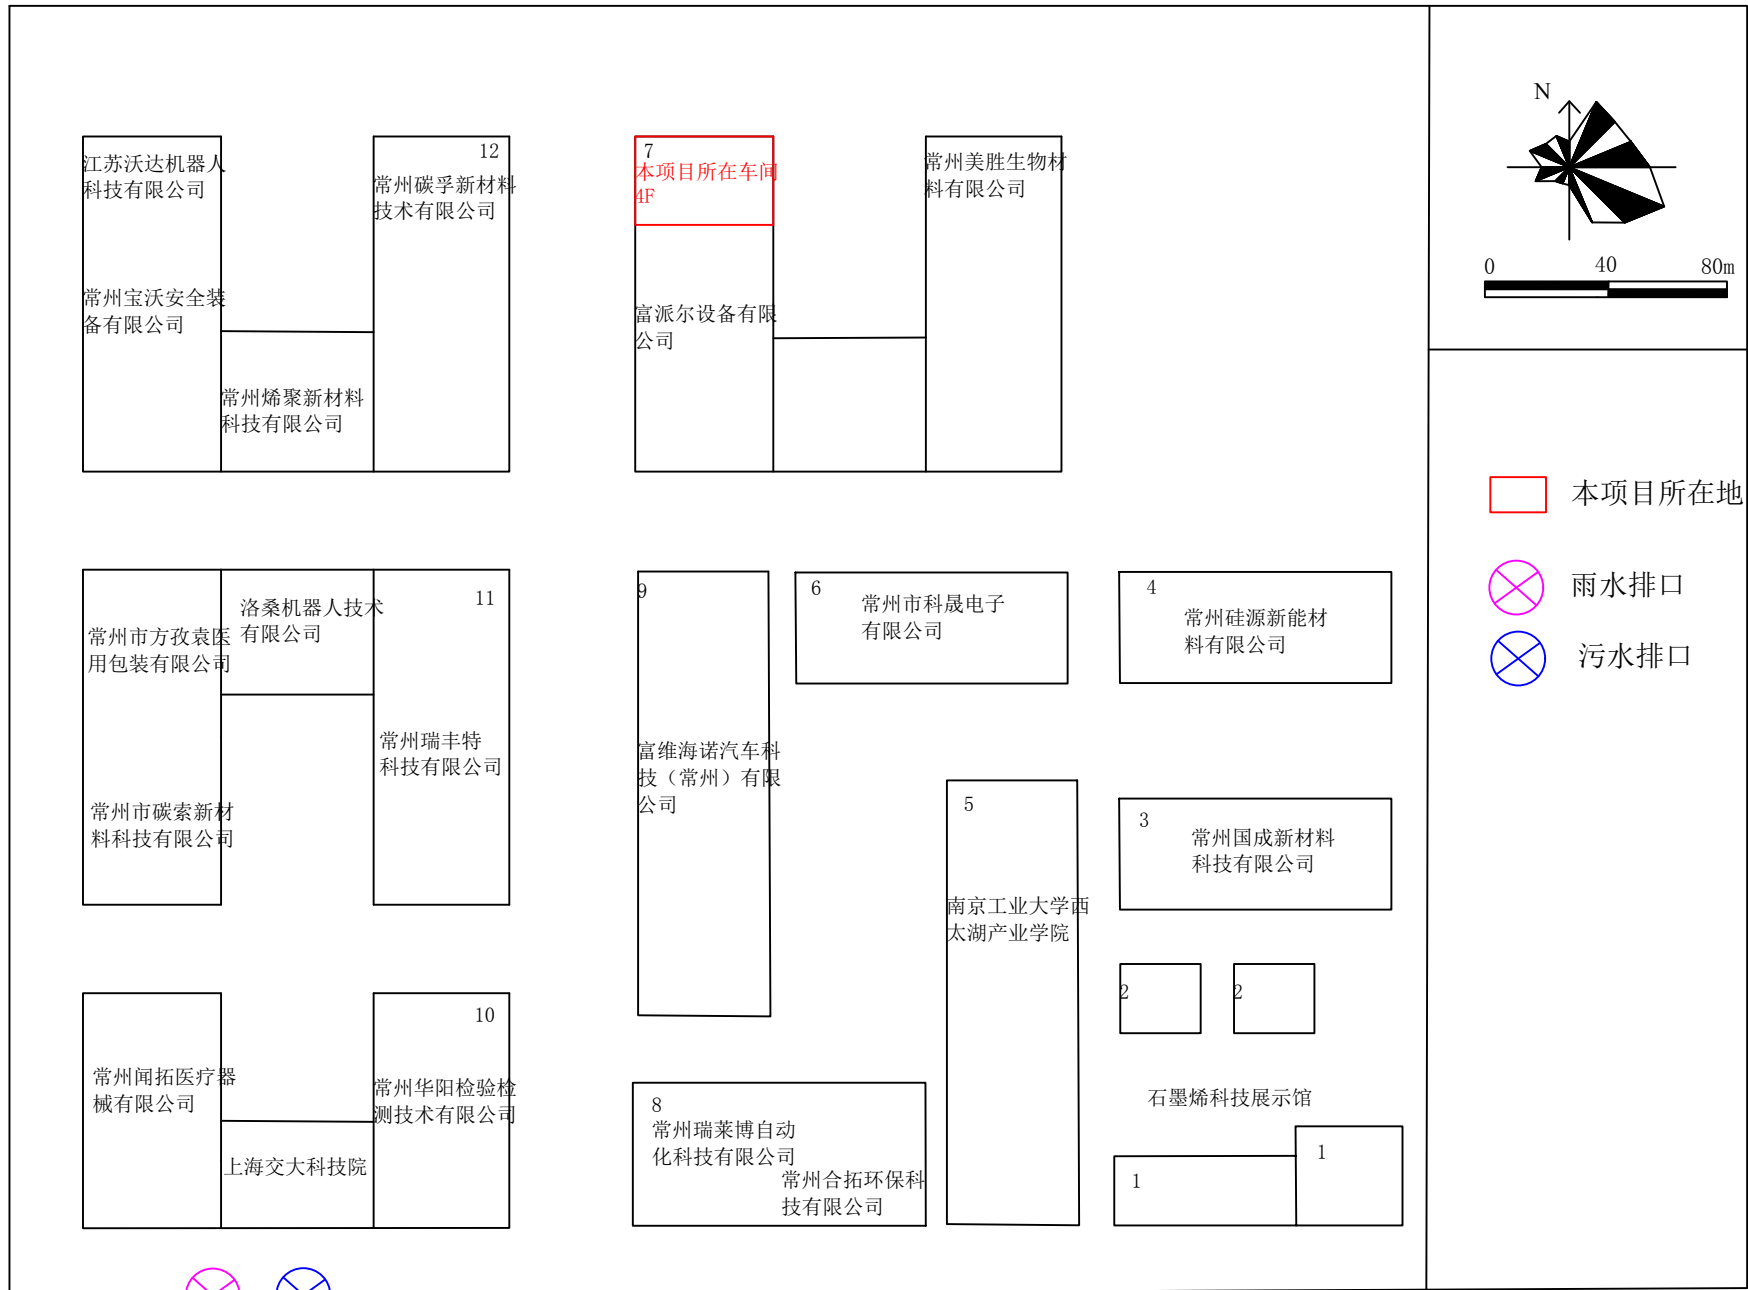 江苏沃达机器人
科技有限公司
12
常州碳孚新材料
技术有限公司
常州宝沃安全装
备有限公司
常州烯聚新材料
科技有限公司
7
本项目所在车间
4F
富派尔设备有限
公司
常州美胜生物材
料有限公司
N
0 40 80m
本项目所在地
雨水排口
污水排口
11
洛桑机器人技术
有限公司
常州市方孜袁医
用包装有限公司
常州瑞丰特
科技有限公司
常州市碳索新材
料科技有限公司
9
富维海诺汽车科
技（常州）有限
公司
6
常州市科晟电子
有限公司
4
常州硅源新能材
料有限公司
5
南京工业大学西
太湖产业学院
3
常州国成新材料
科技有限公司
2
2
石墨烯科技展示馆
1
1
10
常州闻拓医疗器
械有限公司
常州华阳检验检
测技术有限公司
上海交大科技院
8
常州瑞莱博自动
化科技有限公司
常州合拓环保科
技有限公司